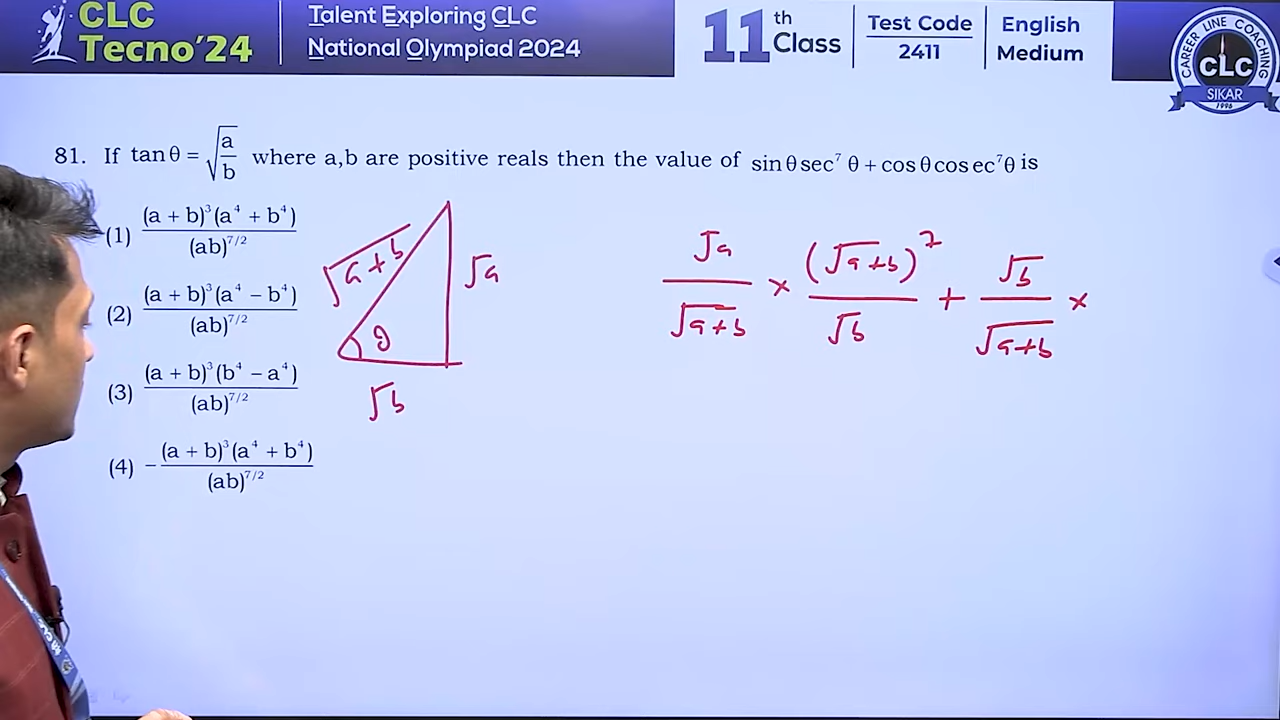 CLC
Tecno'24
Talent Exploring CLC
National Olympiad 2024
11th Class
Test Code
2411
English
Medium
CAREER LINE COACHING
CLC
SIKAR
1996
81. If tanθ = √(a/b) where a,b are positive reals then the value of sinθsec⁷θ + cosθcosec⁷θ is
(1) (a + b)³(a⁴ + b⁴) / (ab)^7/2
(2) (a + b)³(a⁴ − b⁴) / (ab)^7/2
(3) (a + b)³(b⁴ − a⁴) / (ab)^7/2
(4) −(a + b)³(a⁴ + b⁴) / (ab)^7/2
√a+b
√a
θ
√b
√a / √a+b × (√a+b)⁷ / √b + √b / √a+b ×